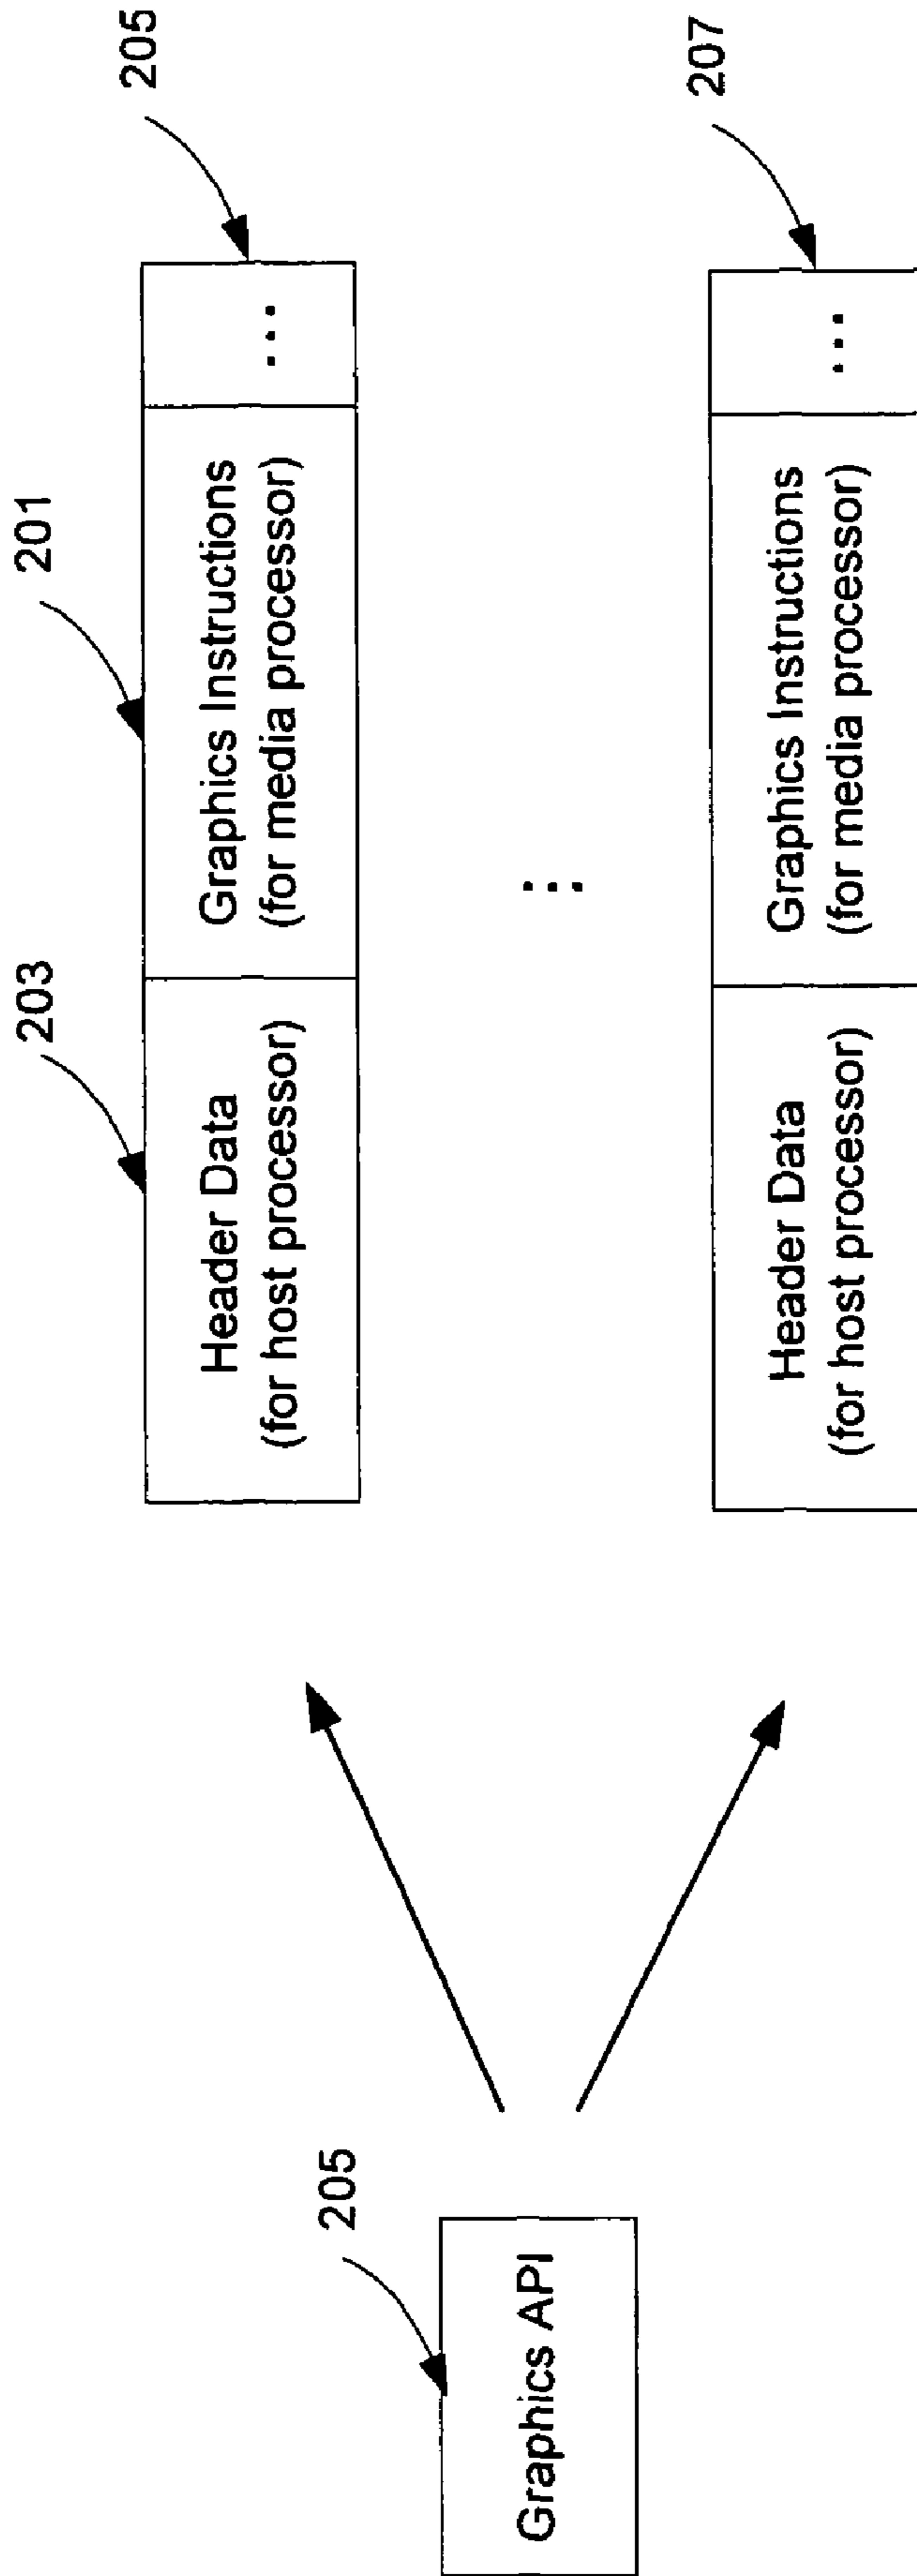 205
Graphics API
203
201
205
Header Data
(for host processor)
Graphics Instructions
(for media processor)
...
...
207
Header Data
(for host processor)
Graphics Instructions
(for media processor)
...